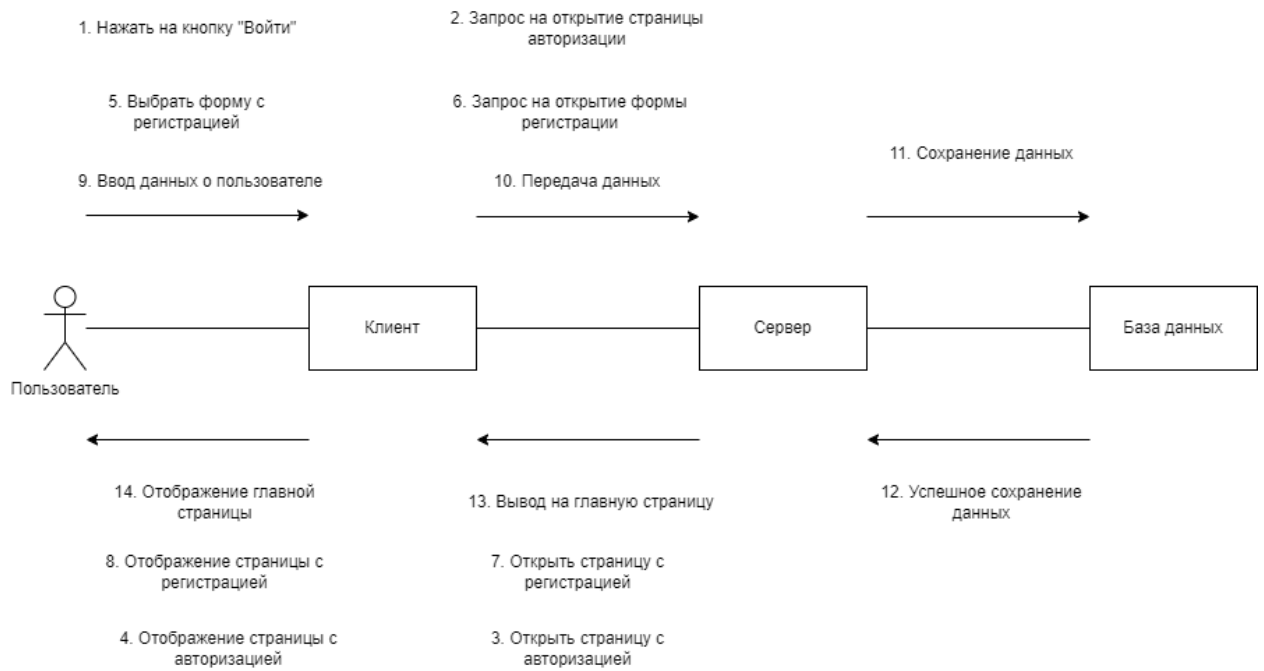 1. Нажать на кнопку "Войти"
2. Запрос на открытие страницы
авторизации
5. Выбрать форму с
регистрацией
6. Запрос на открытие формы
регистрации
11. Сохранение данных
9. Ввод данных о пользователе
10. Передача данных
Клиент
Сервер
База данных
Пользователь
14. Отображение главной
страницы
13. Вывод на главную страницу
12. Успешное сохранение
данных
8. Отображение страницы с
регистрацией
7. Открыть страницу с
регистрацией
4. Отображение страницы с
авторизацией
3. Открыть страницу с
авторизацией